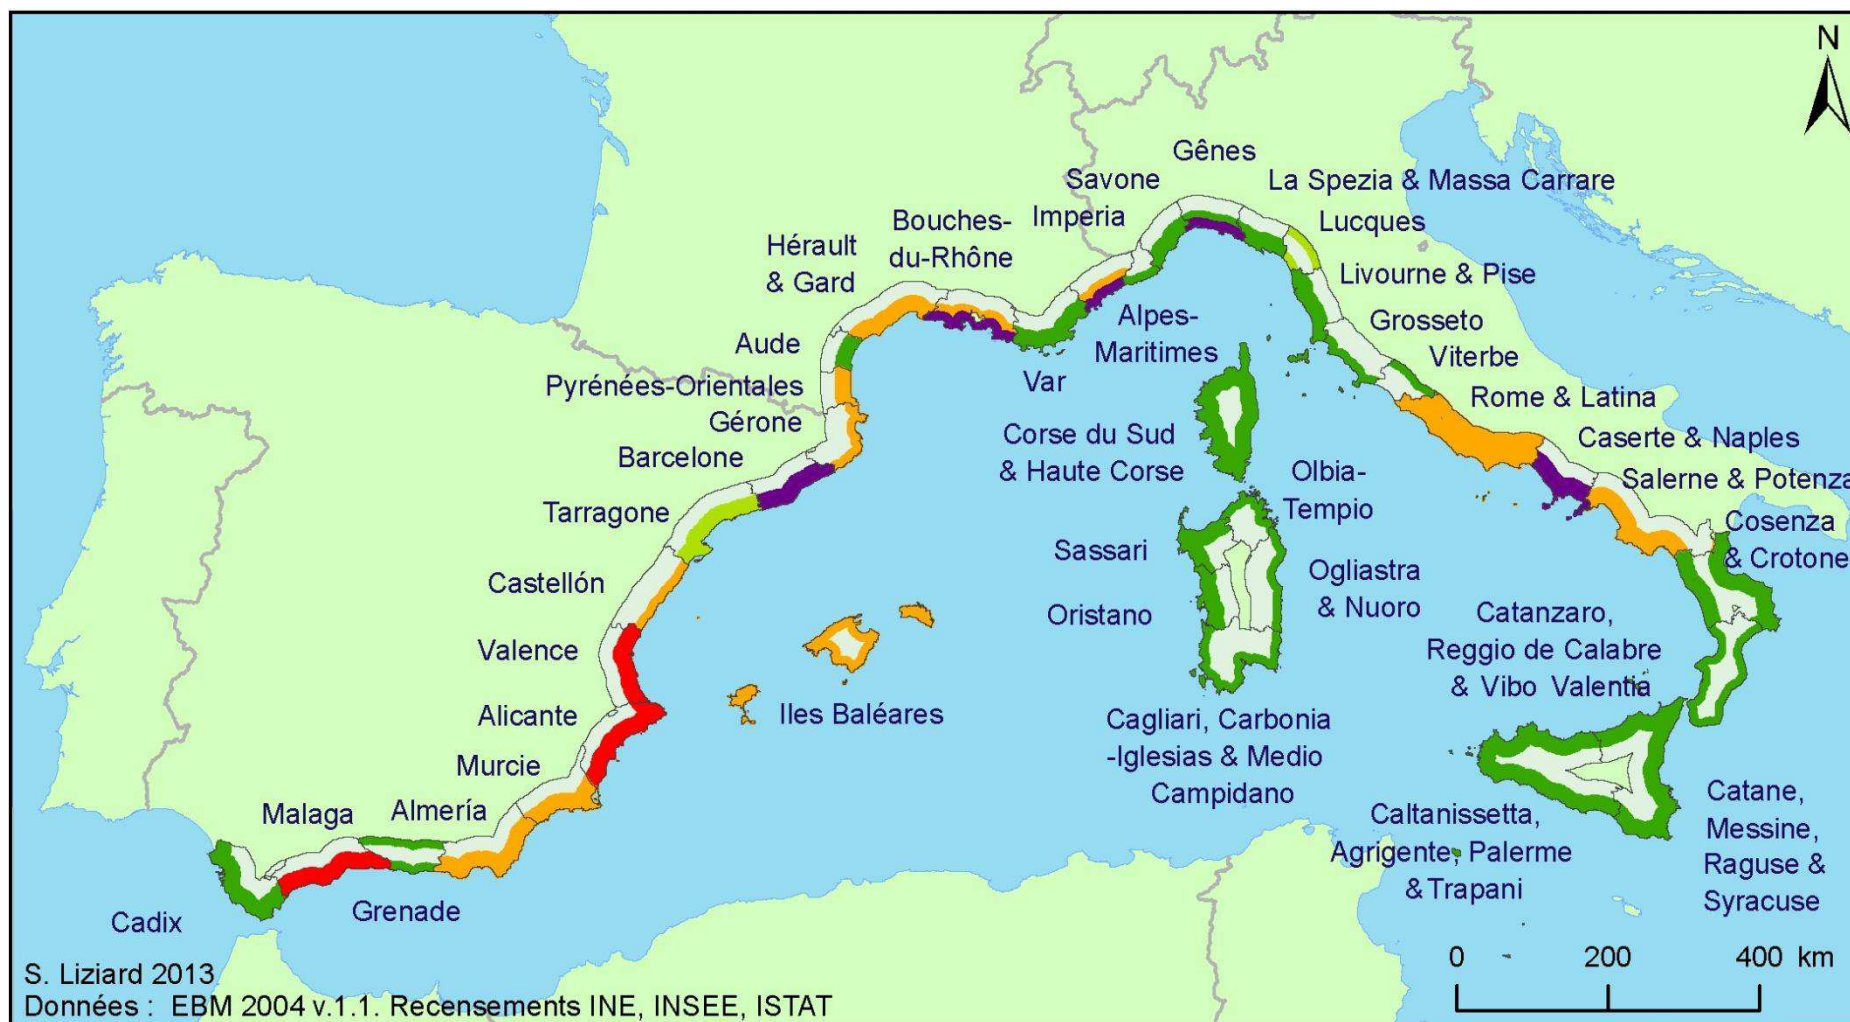 N
Gênes
Savone
La Spezia & Massa Carrare
Imperia
Lucques
Bouches-
du-Rhône
Hérault
& Gard
Livourne & Pise
Alpes-
Maritimes
Grosseto
Viterbe
Aude
Var
Pyrénées-Orientales
Rome & Latina
Gérone
Caserte & Naples
Barcelone
Corse du Sud
& Haute Corse
Olbia-
Tempio
Salerne & Potenza
Tarragone
Cosenza
& Crotone
Sassari
Castellón
Ogliastra
& Nuoro
Oristano
Catanzaro,
Reggio de Calabre
& Vibo Valentia
Valence
Alicante
Iles Baléares
Cagliari, Carbonia
-Iglesias & Medio
Campidano
Murcie
Malaga
Almería
Caltanissetta,
Agrigente, Palerme
& Trapani
Catane,
Messine,
Raguse &
Syracuse
Grenade
Cadix
0 200 400 km
S. Liziard 2013
Données : EBM 2004 v.1.1. Recensements INE, INSEE, ISTAT